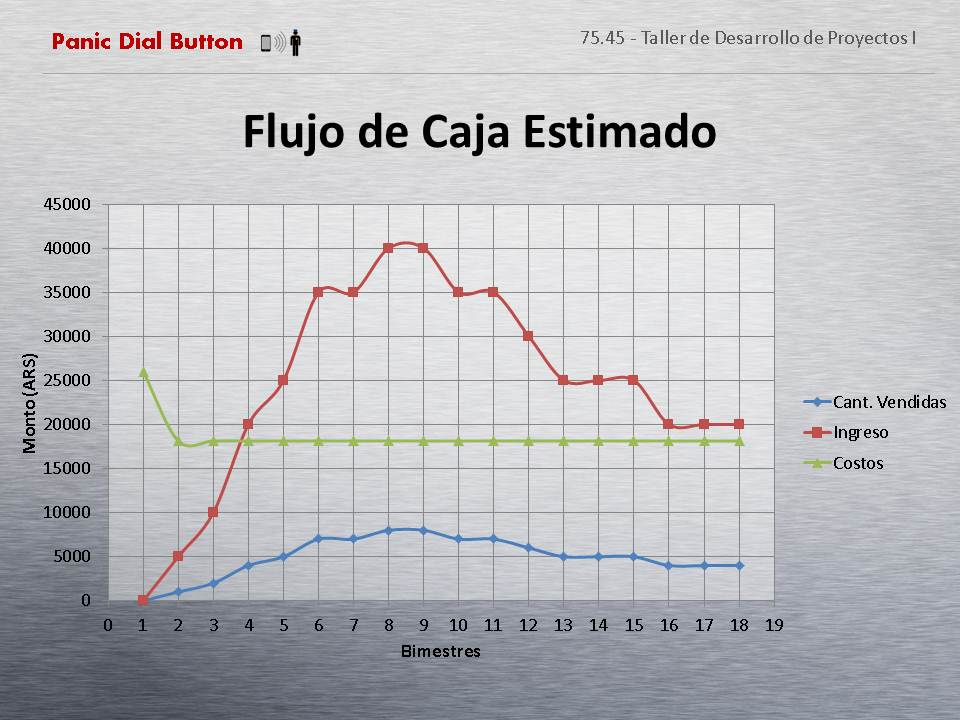 Panic Dial Button
75.45 - Taller de Desarrollo de Proyectos I
Flujo de Caja Estimado
45000
40000
35000
30000
25000
20000
15000
10000
5000
0
Monto (ARS)
0 1 2 3 4 5 6 7 8 9 10 11 12 13 14 15 16 17 18 19
Bimestres
Cant. Vendidas
Ingreso
Costos